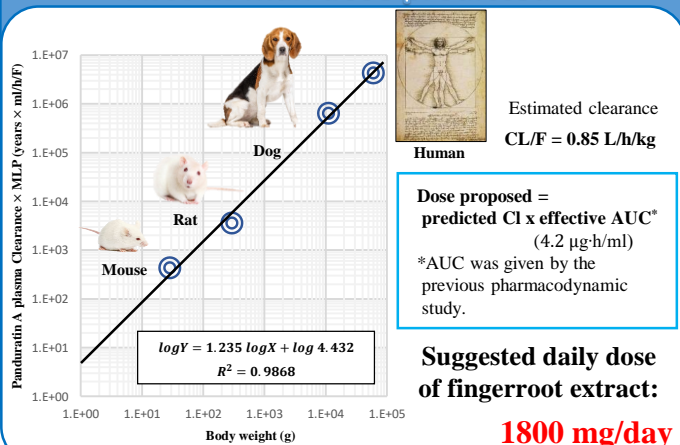 Panduratin A plasma Clearance × MLP (years × ml/h/F)
1.E+07
1.E+06
1.E+05
1.E+04
1.E+03
1.E+02
1.E+01
1.E+00
1.E+00 1.E+01 1.E+02 1.E+03 1.E+04 1.E+05
Body weight (g)
Mouse
Rat
Dog
Human
logY = 1.235 logX + log 4.432
R² = 0.9868
Estimated clearance
CL/F = 0.85 L/h/kg
Dose proposed =
predicted Cl x effective AUC*
(4.2 μg·h/ml)
*AUC was given by the
previous pharmacodynamic
study.
Suggested daily dose
of fingerroot extract:
1800 mg/day